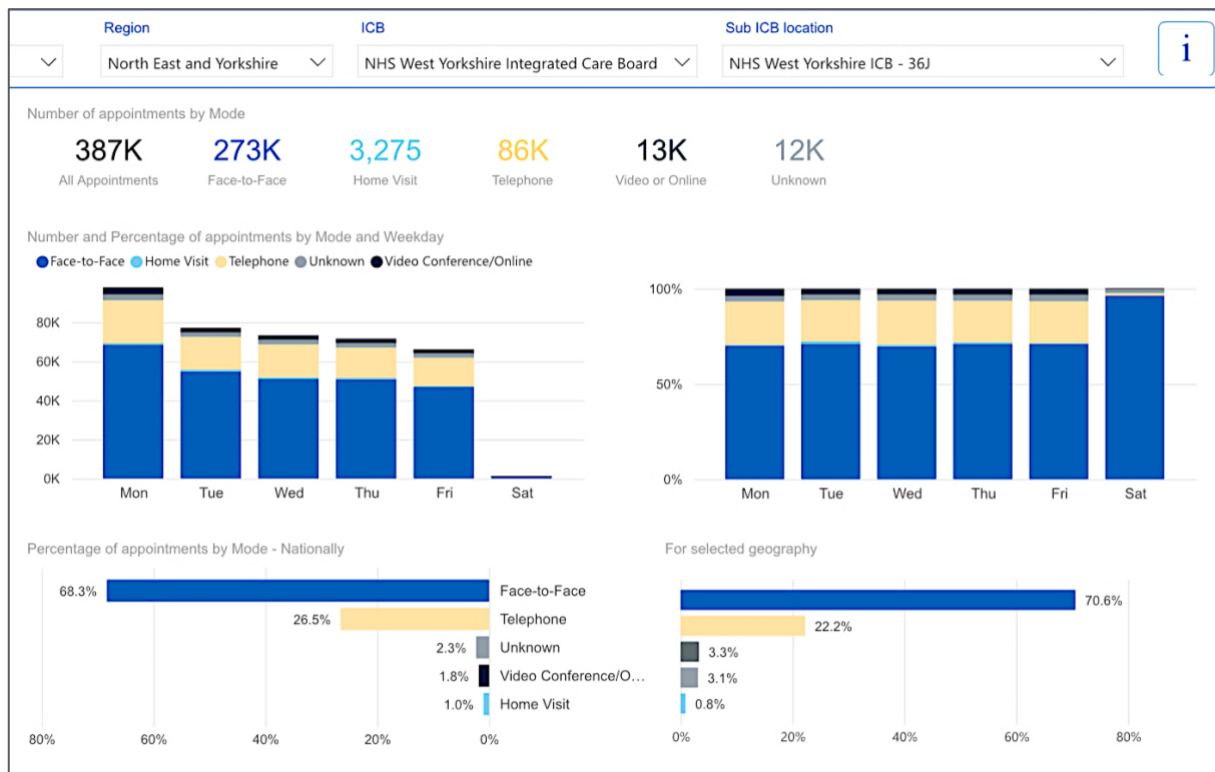 Region ICB Sub ICB location
North East and Yorkshire NHS West Yorkshire Integrated Care Board NHS West Yorkshire ICB - 36J i
Number of appointments by Mode
387K 273K 3,275 86K 13K 12K
All Appointments Face-to-Face Home Visit Telephone Video or Online Unknown
Number and Percentage of appointments by Mode and Weekday
Face-to-Face Home Visit Telephone Unknown Video Conference/Online
100%
80K
60K
50%
40K
20K
0K 0%
Mon Tue Wed Thu Fri Sat Mon Tue Wed Thu Fri Sat
Percentage of appointments by Mode - Nationally For selected geography
68.3% Face-to-Face 70.6%
26.5% Telephone 22.2%
2.3% Unknown 3.3%
1.8% Video Conference/O... 3.1%
1.0% Home Visit 0.8%
80% 60% 40% 20% 0% 0% 20% 40% 60% 80%